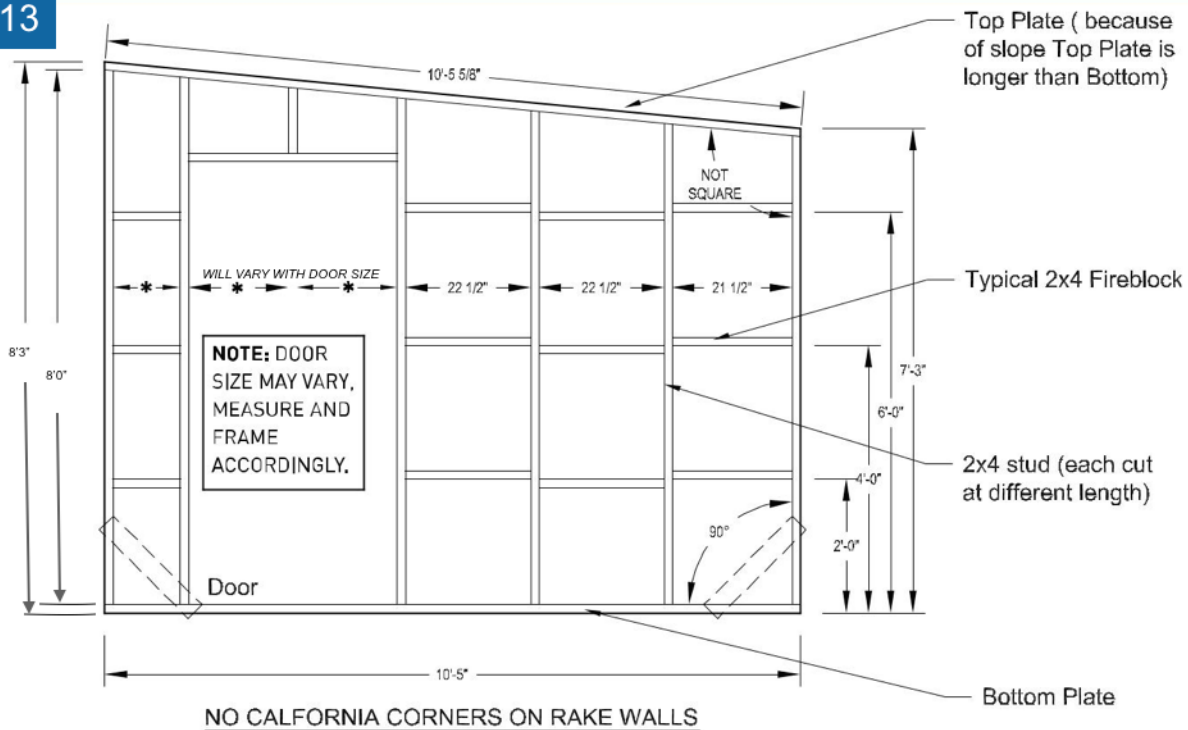 13
Top Plate ( because
of slope Top Plate is
longer than Bottom)
10'-5 5/8"
NOT
SQUARE
WILL VARY WITH DOOR SIZE
* * *
22 1/2" 22 1/2" 21 1/2"
Typical 2x4 Fireblock
8'3"
8'0"
NOTE: DOOR
SIZE MAY VARY,
MEASURE AND
FRAME
ACCORDINGLY.
7'-3"
6'-0"
4'-0"
2'-0"
2x4 stud (each cut
at different length)
90°
Door
10'-5"
Bottom Plate
NO CALFORNIA CORNERS ON RAKE WALLS